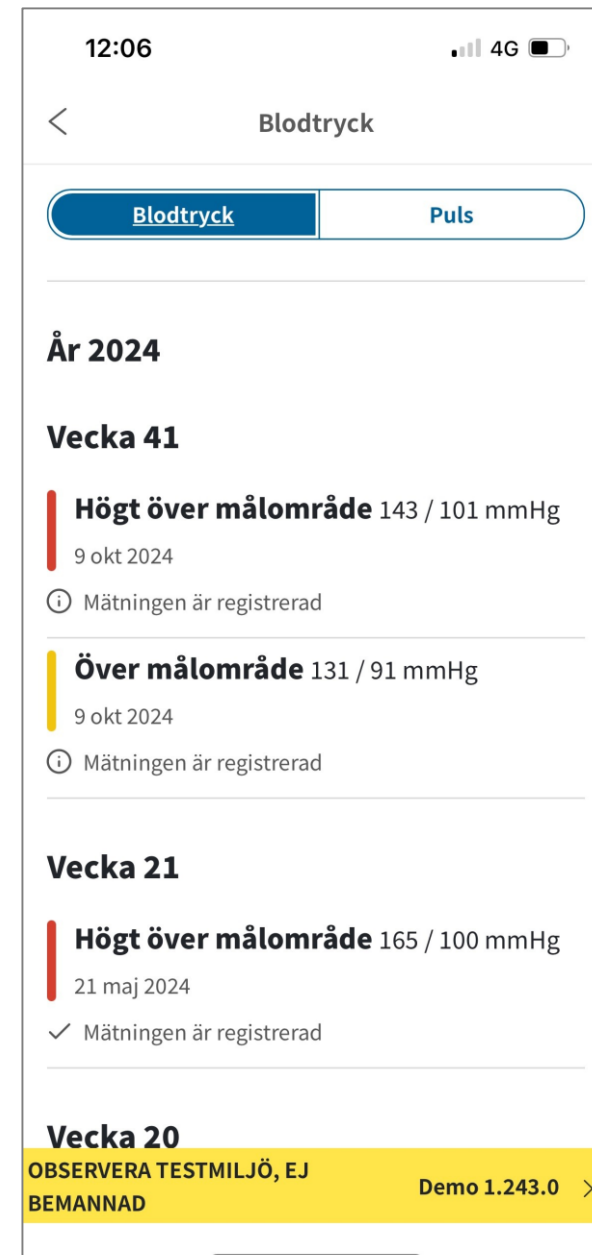 12:06 4G
Blodtryck
Blodtryck Puls
År 2024
Vecka 41
Högt över målområde 143 / 101 mmHg
9 okt 2024
Mätningen är registrerad
Över målområde 131 / 91 mmHg
9 okt 2024
Mätningen är registrerad
Vecka 21
Högt över målområde 165 / 100 mmHg
21 maj 2024
Mätningen är registrerad
Vecka 20
OBSERVERA TESTMILJÖ, EJ
BEMANNAD
Demo 1.243.0